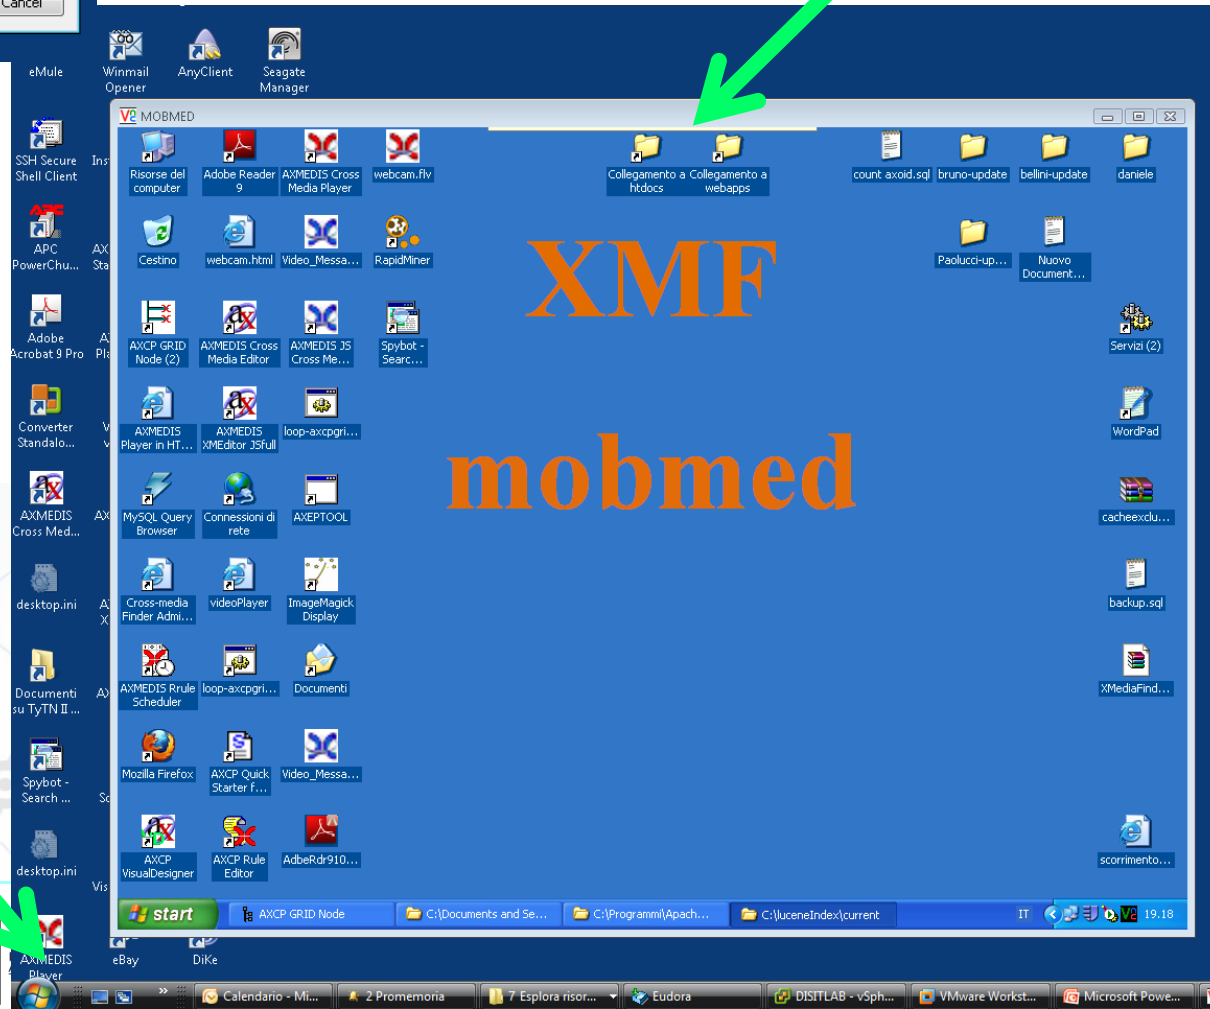 Cancel
eMule
Winmail
Opener
AnyClient
Seagate
Manager
V2 MOBMED
SSH Secure
Shell Client
APC
PowerChu...
Adobe
Acrobat 9 Pro
Converter
Standalo...
AXMEDIS
Cross Med...
desktop.ini
Documenti
su TyTN II ...
Spybot -
Search ...
desktop.ini
AXMEDIS
Player
Risorse del
computer
Adobe Reader
9
AXMEDIS Cross
Media Player
webcam.flv
Collegamento a
htdocs
Collegamento a
webapps
count axoid.sql
bruno-update
bellini-update
daniele
Cestino
webcam.html
Video_Messa...
RapidMiner
Paolucci-up...
Nuovo
Document...
XMF
mobmed
AXCP GRID
Node (2)
AXMEDIS Cross
Media Editor
AXMEDIS JS
Cross Me...
Spybot -
Searc...
Servizi (2)
AXMEDIS
Player in HT...
AXMEDIS
XMEditor JSfull
loop-axcpgri...
WordPad
MySQL Query
Browser
Connessioni di
rete
AXEPTOOL
cacheexclu...
Cross-media
Finder Admi...
videoPlayer
ImageMagick
Display
backup.sql
AXMEDIS Rrule
Scheduler
loop-axcpgri...
Documenti
XMediaFind...
Mozilla Firefox
AXCP Quick
Starter f...
Video_Messa...
AXCP
VisualDesigner
AXCP Rule
Editor
AdbeRdr910...
scorrimento...
start
AXCP GRID Node
C:\Documents and Se...
C:\Programmi\Apach...
C:\luceneIndex\current
IT
19.18
eBay
DiKe
Calendario - Mi...
2 Promemoria
7 Esplora risor...
Eudora
DISITLAB - vSph...
VMware Workst...
Microsoft Powe...